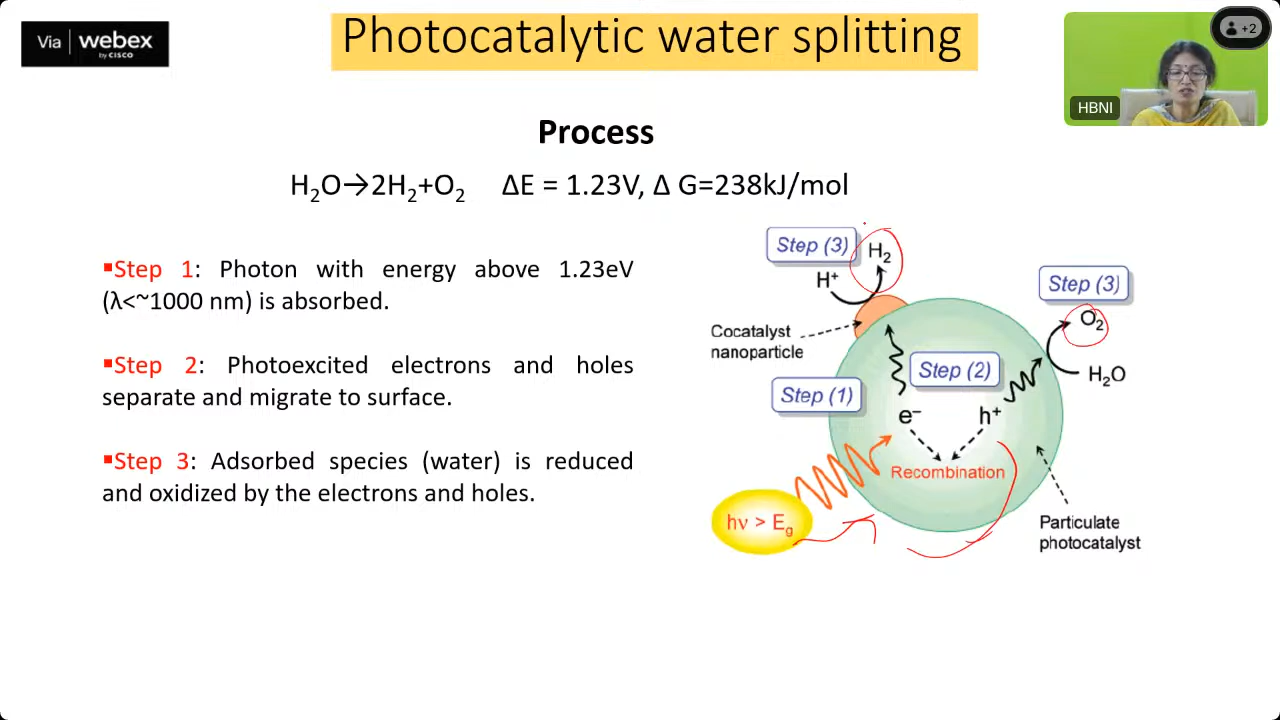 Via webex
by CISCO
Photocatalytic water splitting
+2
HBNI
Process
H₂O→2H₂+O₂ ΔE = 1.23V, Δ G=238kJ/mol
▪Step 1: Photon with energy above 1.23eV
(λ<~1000 nm) is absorbed.
▪Step 2: Photoexcited electrons and holes
separate and migrate to surface.
▪Step 3: Adsorbed species (water) is reduced
and oxidized by the electrons and holes.
Step (3)
H₂
H⁺
Step (3)
O₂
H₂O
Cocatalyst
nanoparticle
Step (2)
Step (1)
e⁻ h⁺
Recombination
hν > Eg
Particulate
photocatalyst